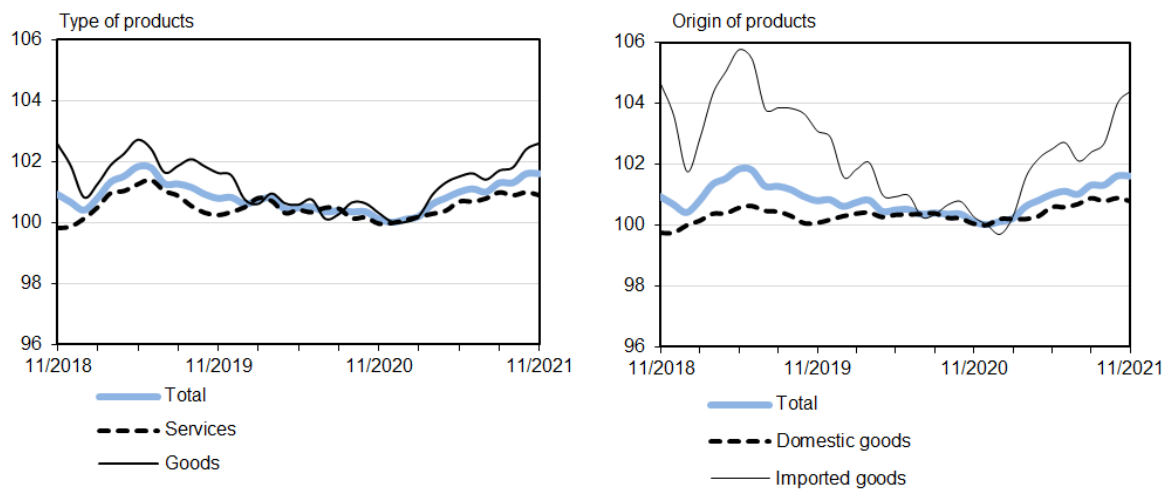 Type of products
106
104
102
100
98
96
11/2018
11/2019
11/2020
11/2021
Total
Services
Goods
Origin of products
106
104
102
100
98
96
11/2018
11/2019
11/2020
11/2021
Total
Domestic goods
Imported goods